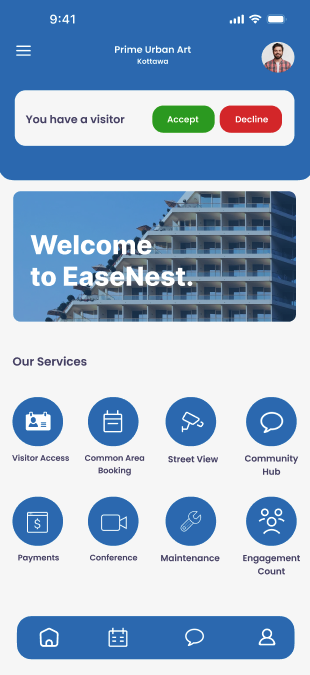 9:41
Prime Urban Art
Kottawa
You have a visitor
Accept
Decline
Welcome
to EaseNest.
Our Services
Visitor Access
Common Area
Booking
Street View
Community
Hub
Payments
Conference
Maintenance
Engagement
Count